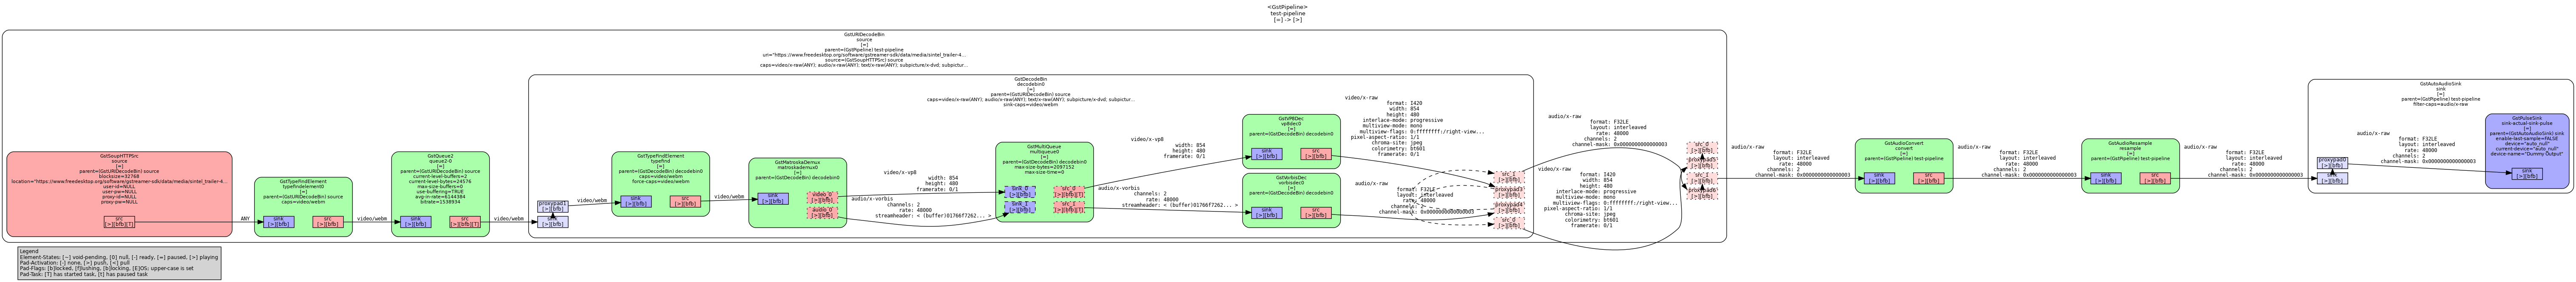 <GstPipeline>
test-pipeline
[=] -> [>]
GstURIDecodeBin
source
[=]
parent=(GstPipeline) test-pipeline
uri="https://www.freedesktop.org/software/gstreamer-sdk/data/media/sintel_trailer-4…
source=(GstSoupHTTPSrc) source
caps=video/x-raw(ANY); audio/x-raw(ANY); text/x-raw(ANY); subpicture/x-dvd; subpictur…
GstDecodeBin
decodebin0
[=]
parent=(GstURIDecodeBin) source
caps=video/x-raw(ANY); audio/x-raw(ANY); text/x-raw(ANY); subpicture/x-dvd; subpictur…
sink-caps=video/webm
GstSoupHTTPSrc
source
[=]
parent=(GstURIDecodeBin) source
blocksize=32768
location="https://www.freedesktop.org/software/gstreamer-sdk/data/media/sintel_trailer-4…
user-id=NULL
user-pw=NULL
proxy-id=NULL
proxy-pw=NULL
src
[>][bfb][T]
ANY
GstTypeFindElement
typefindelement0
[=]
parent=(GstURIDecodeBin) source
caps=video/webm
sink
[>][bfb]
src
[>][bfb]
video/webm
GstQueue2
queue2-0
[=]
parent=(GstURIDecodeBin) source
current-level-buffers=2
current-level-bytes=24576
max-size-buffers=0
use-buffering=TRUE
avg-in-rate=6144384
bitrate=1538934
sink
[>][bfb]
src
[>][bfb][T]
video/webm
proxypad1
[>][bfb]
sink
[>][bfb]
video/webm
GstTypeFindElement
typefind
[=]
parent=(GstDecodeBin) decodebin0
caps=video/webm
force-caps=video/webm
sink
[>][bfb]
src
[>][bfb]
video/webm
GstMatroskaDemux
matroskademux0
[=]
parent=(GstDecodeBin) decodebin0
sink
[>][bfb]
video_0
[>][bfb]
audio_0
[>][bfb]
video/x-vp8
width: 854
height: 480
framerate: 0/1
audio/x-vorbis
channels: 2
rate: 48000
streamheader: < (buffer)01766f7262... >
GstMultiQueue
multiqueue0
[=]
parent=(GstDecodeBin) decodebin0
max-size-bytes=2097152
max-size-time=0
sink_0
[>][bfb]
sink_1
[>][bfb]
src_0
[>][bfb][T]
src_1
[>][bfb][T]
video/x-vp8
width: 854
height: 480
framerate: 0/1
audio/x-vorbis
channels: 2
rate: 48000
streamheader: < (buffer)01766f7262... >
GstVP8Dec
vp8dec0
[=]
parent=(GstDecodeBin) decodebin0
sink
[>][bfb]
src
[>][bfb]
GstVorbisDec
vorbisdec0
[=]
parent=(GstDecodeBin) decodebin0
sink
[>][bfb]
src
[>][bfb]
video/x-raw
format: I420
width: 854
height: 480
interlace-mode: progressive
multiview-mode: mono
multiview-flags: 0:ffffffff:/right-view...
pixel-aspect-ratio: 1/1
chroma-site: jpeg
colorimetry: bt601
framerate: 0/1
audio/x-raw
format: F32LE
layout: interleaved
rate: 48000
channels: 2
channel-mask: 0x0000000000000003
src_1
[>][bfb]
proxypad3
[>][bfb]
proxypad4
[>][bfb]
src_0
[>][bfb]
audio/x-raw
format: F32LE
layout: interleaved
rate: 48000
channels: 2
channel-mask: 0x0000000000000003
video/x-raw
format: I420
width: 854
height: 480
interlace-mode: progressive
multiview-mode: mono
multiview-flags: 0:ffffffff:/right-view...
pixel-aspect-ratio: 1/1
chroma-site: jpeg
colorimetry: bt601
framerate: 0/1
src_0
[>][bfb]
proxypad5
[>][bfb]
src_1
[>][bfb]
proxypad6
[>][bfb]
audio/x-raw
format: F32LE
layout: interleaved
rate: 48000
channels: 2
channel-mask: 0x0000000000000003
GstAudioConvert
convert
[=]
parent=(GstPipeline) test-pipeline
sink
[>][bfb]
src
[>][bfb]
audio/x-raw
format: F32LE
layout: interleaved
rate: 48000
channels: 2
channel-mask: 0x0000000000000003
GstAudioResample
resample
[=]
parent=(GstPipeline) test-pipeline
sink
[>][bfb]
src
[>][bfb]
audio/x-raw
format: F32LE
layout: interleaved
rate: 48000
channels: 2
channel-mask: 0x0000000000000003
GstAutoAudioSink
sink
[=]
parent=(GstPipeline) test-pipeline
filter-caps=audio/x-raw
proxypad0
[>][bfb]
sink
[>][bfb]
audio/x-raw
format: F32LE
layout: interleaved
rate: 48000
channels: 2
channel-mask: 0x0000000000000003
GstPulseSink
sink-actual-sink-pulse
[=]
parent=(GstAutoAudioSink) sink
enable-last-sample=FALSE
device="auto_null"
current-device="auto_null"
device-name="Dummy Output"
sink
[>][bfb]
Legend
Element-States: [~] void-pending, [0] null, [-] ready, [=] paused, [>] playing
Pad-Activation: [-] none, [>] push, [<] pull
Pad-Flags: [b]locked, [f]lushing, [b]locking, [E]OS; upper-case is set
Pad-Task: [T] has started task, [t] has paused task